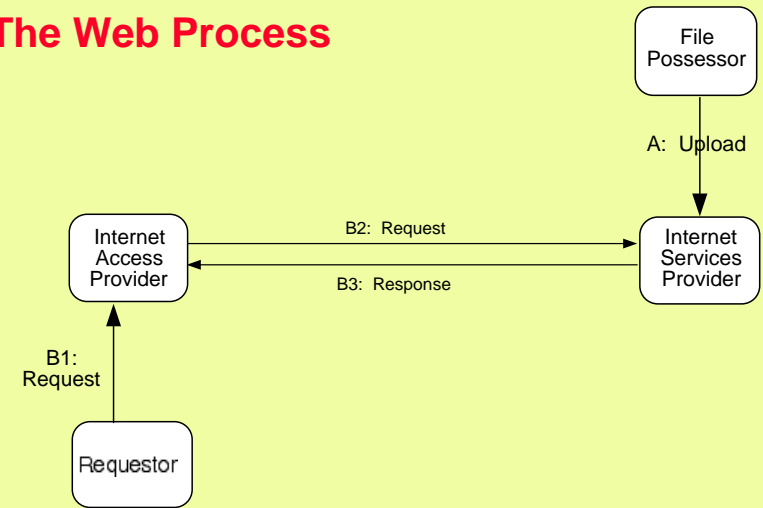 The Web Process
File
Possessor
A: Upload
B2: Request
Internet
Access
Provider
Internet
Services
Provider
B3: Response
B1:
Request
Requestor